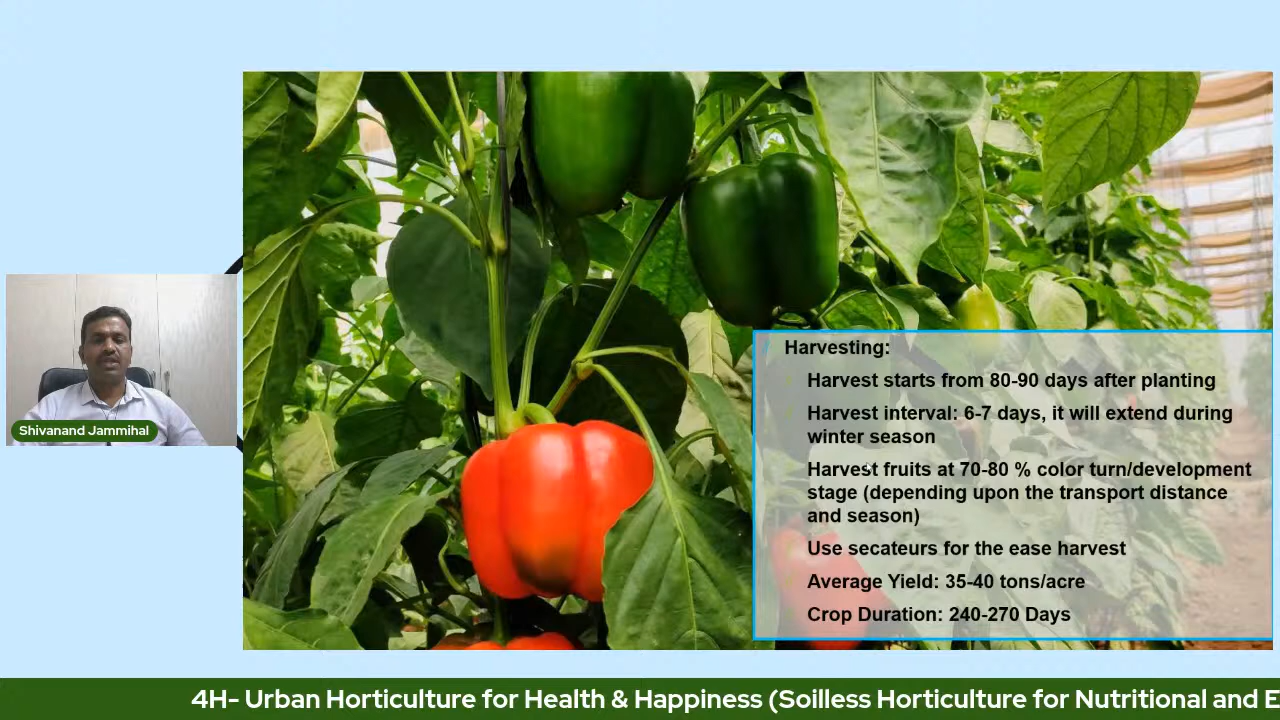 Harvesting:
Harvest starts from 80-90 days after planting
Harvest interval: 6-7 days, it will extend during
winter season
Harvest fruits at 70-80 % color turn/development
stage (depending upon the transport distance
and season)
Use secateurs for the ease harvest
Average Yield: 35-40 tons/acre
Crop Duration: 240-270 Days
Shivanand Jammihal
4H- Urban Horticulture for Health & Happiness (Soilless Horticulture for Nutritional and E